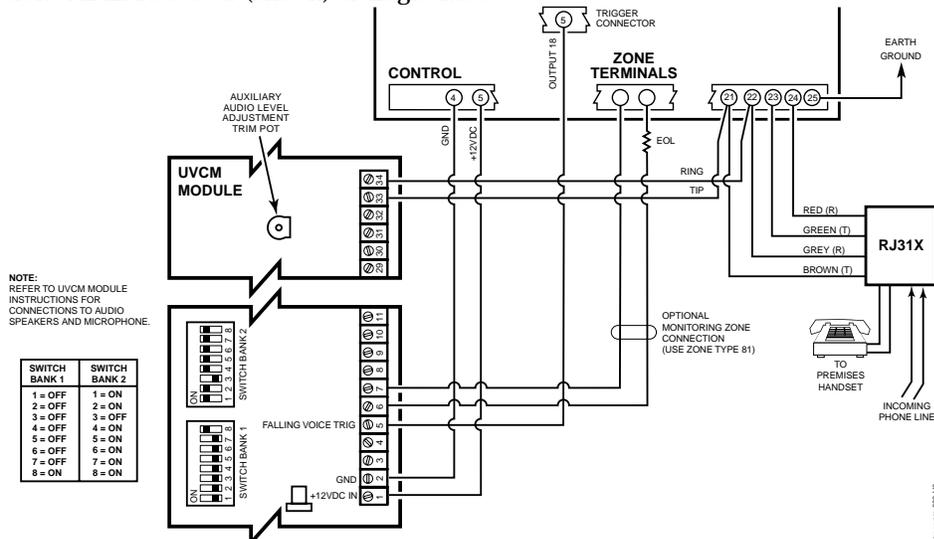 TRIGGER
CONNECTOR
5
OUTPUT 18
EARTH
GROUND
CONTROL
4 5
ZONE
TERMINALS
21 22 23 24 25
GND
+12VDC
EOL
AUXILIARY
AUDIO LEVEL
ADJUSTMENT
TRIM POT
UVCM
MODULE
34
33
32
31
30
29
RING
TIP
RED (R)
GREEN (T)
GREY (R)
BROWN (T)
RJ31X
NOTE:
REFER TO UVCM MODULE
INSTRUCTIONS FOR
CONNECTIONS TO AUDIO
SPEAKERS AND MICROPHONE.
OPTIONAL
MONITORING ZONE
CONNECTION
(USE ZONE TYPE 81)
TO
PREMISES
HANDSET
INCOMING
PHONE LINE
SWITCH BANK 2
ON
1 2 3 4 5 6 7 8
SWITCH BANK 1
ON
1 2 3 4 5 6 7 8
11
10
9
8
7
6
5
4
3
2
1
FALLING VOICE TRIG
GND
+12VDC IN
SWITCH BANK 1 SWITCH BANK 2
1 = OFF 1 = ON
2 = OFF 2 = ON
3 = OFF 3 = OFF
4 = OFF 4 = ON
5 = OFF 5 = ON
6 = OFF 6 = ON
7 = OFF 7 = ON
8 = ON 8 = ON